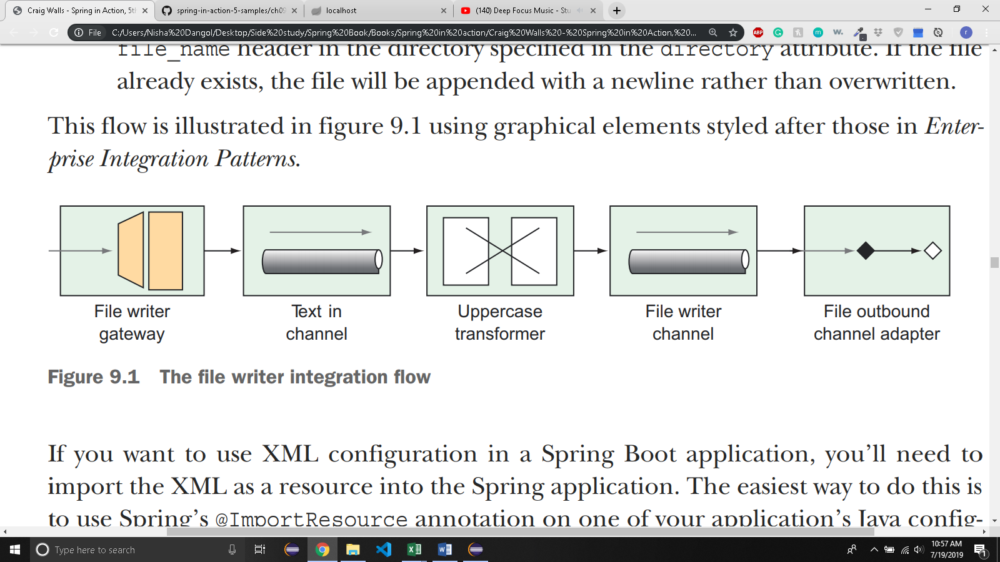 Craig Walls - Spring in Action, 5th
spring-in-action-5-samples/ch09
localhost
(140) Deep Focus Music - Stu
File
C:/Users/Nisha%20Dangol/Desktop/Side%20study/Spring%20Book/Books/Spring%20in%20action/Craig%20Walls%20-%20Spring%20in%20Action,%20...
ABP
w.
r
file_name header in the directory specified in the directory attribute. If the file
already exists, the file will be appended with a newline rather than overwritten.
This flow is illustrated in figure 9.1 using graphical elements styled after those in Enter-
prise Integration Patterns.
File writer
gateway
Text in
channel
Uppercase
transformer
File writer
channel
File outbound
channel adapter
Figure 9.1 The file writer integration flow
If you want to use XML configuration in a Spring Boot application, you’ll need to
import the XML as a resource into the Spring application. The easiest way to do this is
to use Spring’s @ImportResource annotation on one of your application’s Java config-
Type here to search
10:57 AM
7/19/2019
1